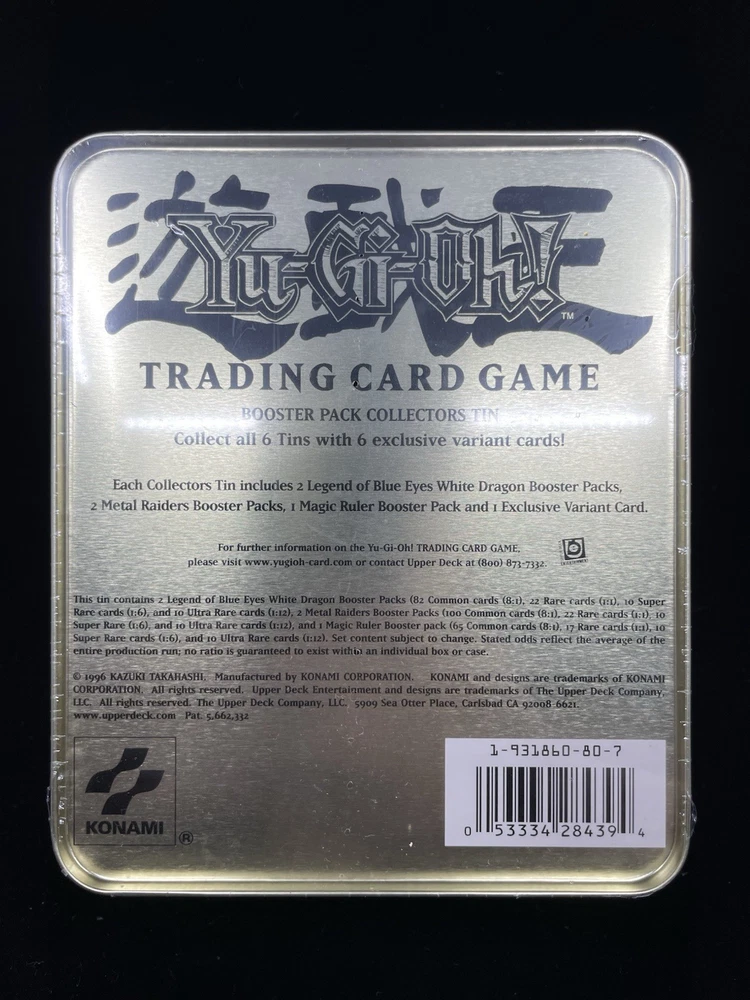 遊戯王
Yu-Gi-Oh!
TM
TRADING CARD GAME
BOOSTER PACK COLLECTORS TIN
Collect all 6 Tins with 6 exclusive variant cards!
Each Collectors Tin includes 2 Legend of Blue Eyes White Dragon Booster Packs,
2 Metal Raiders Booster Packs, 1 Magic Ruler Booster Pack and 1 Exclusive Variant Card.
For further information on the Yu-Gi-Oh! TRADING CARD GAME,
please visit www.yugioh-card.com or contact Upper Deck at (800) 873-7332.
This tin contains 2 Legend of Blue Eyes White Dragon Booster Packs (82 Common cards (8:1), 22 Rare cards (1:1), 10 Super
Rare cards (1:6), and 10 Ultra Rare cards (1:12), 2 Metal Raiders Booster Packs (100 Common cards (8:1), 22 Rare cards (1:1), 10
Super Rare (1:6), and 10 Ultra Rare cards (1:12), and 1 Magic Ruler Booster pack (65 Common cards (8:1), 17 Rare cards (1:1), 10
Super Rare cards (1:6), and 10 Ultra Rare cards (1:12). Set content subject to change. Stated odds reflect the average of the
entire production run; no ratio is guaranteed to exist within an individual box or case.
© 1996 KAZUKI TAKAHASHI. Manufactured by KONAMI CORPORATION. KONAMI and designs are trademarks of KONAMI
CORPORATION. All rights reserved. Upper Deck Entertainment and designs are trademarks of The Upper Deck Company,
LLC. All rights reserved. The Upper Deck Company, LLC. 5909 Sea Otter Place, Carlsbad CA 92008-6621.
www.upperdeck.com Pat. 5,662,332
KONAMI ®
1-931860-80-7
0 53334 28439 4